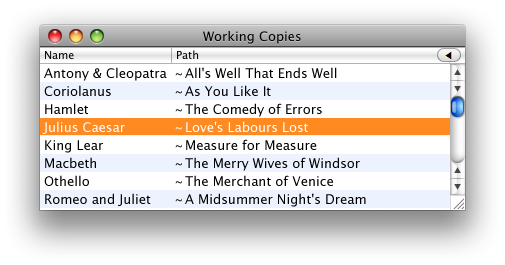 Working Copies
Name Path
Antony & Cleopatra ~ All's Well That Ends Well
Coriolanus ~ As You Like It
Hamlet ~ The Comedy of Errors
Julius Caesar ~ Love's Labours Lost
King Lear ~ Measure for Measure
Macbeth ~ The Merry Wives of Windsor
Othello ~ The Merchant of Venice
Romeo and Juliet ~ A Midsummer Night's Dream